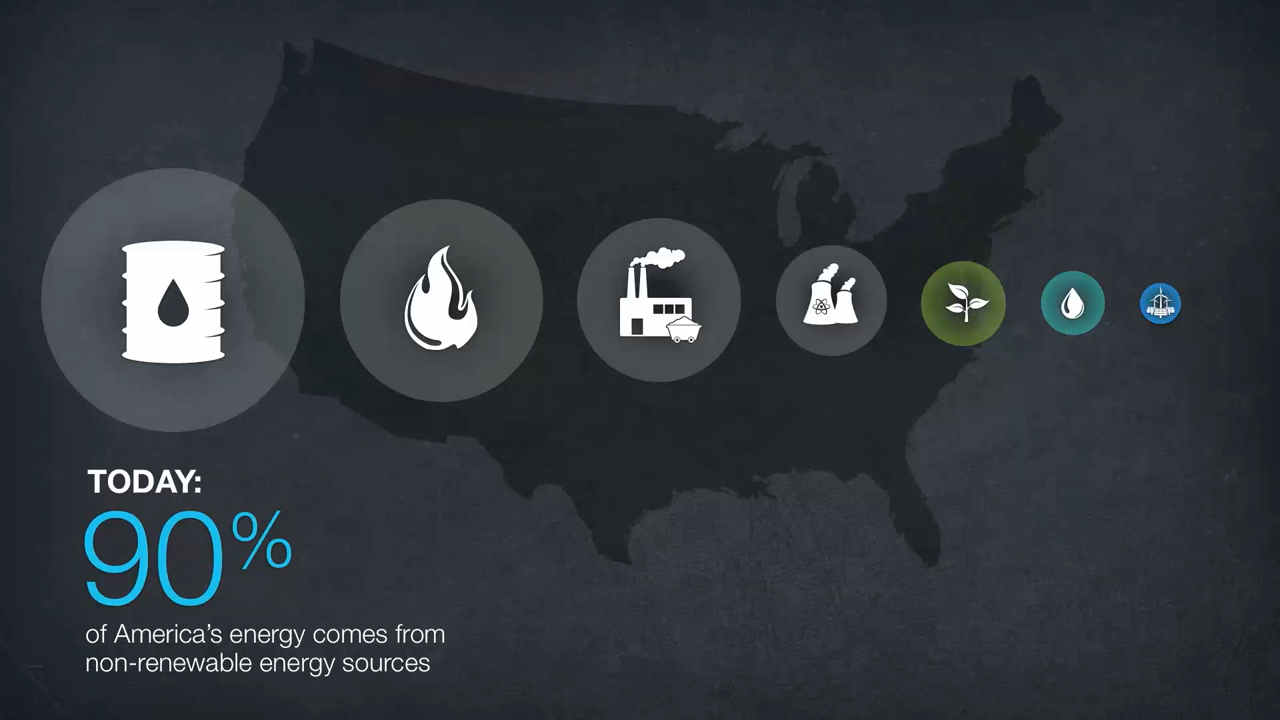 TODAY:
90%
of America's energy comes from
non-renewable energy sources